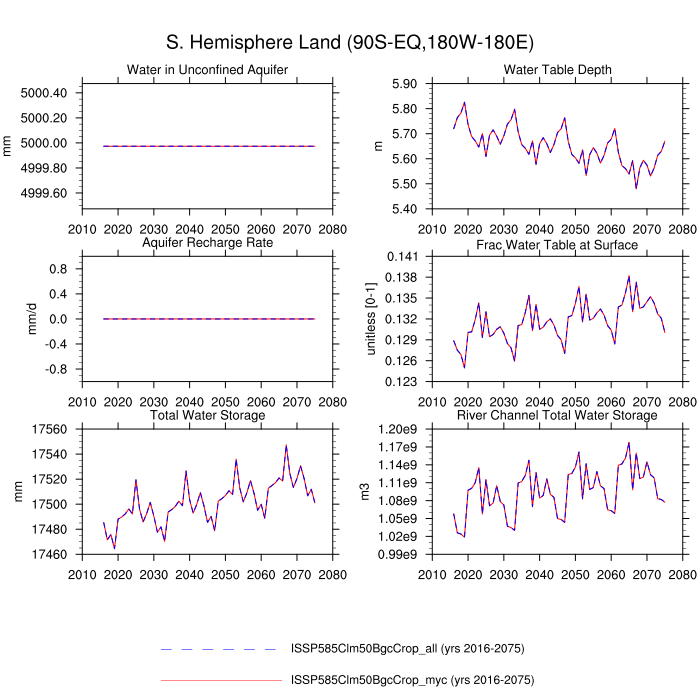 S. Hemisphere Land (90S-EQ,180W-180E)
Water in Unconfined Aquifer
Water Table Depth
5000.40
5000.20
5000.00
4999.80
4999.60
mm
2010 2020 2030 2040 2050 2060 2070 2080
5.90
5.80
5.70
5.60
5.50
5.40
m
2010 2020 2030 2040 2050 2060 2070 2080
Aquifer Recharge Rate
Frac Water Table at Surface
0.8
0.4
0.0
-0.4
-0.8
mm/d
2010 2020 2030 2040 2050 2060 2070 2080
0.141
0.138
0.135
0.132
0.129
0.126
0.123
unitless [0-1]
2010 2020 2030 2040 2050 2060 2070 2080
Total Water Storage
River Channel Total Water Storage
17560
17540
17520
17500
17480
17460
mm
2010 2020 2030 2040 2050 2060 2070 2080
1.20e9
1.17e9
1.14e9
1.11e9
1.08e9
1.05e9
1.02e9
0.99e9
m3
2010 2020 2030 2040 2050 2060 2070 2080
ISSP585Clm50BgcCrop_all (yrs 2016-2075)
ISSP585Clm50BgcCrop_myc (yrs 2016-2075)